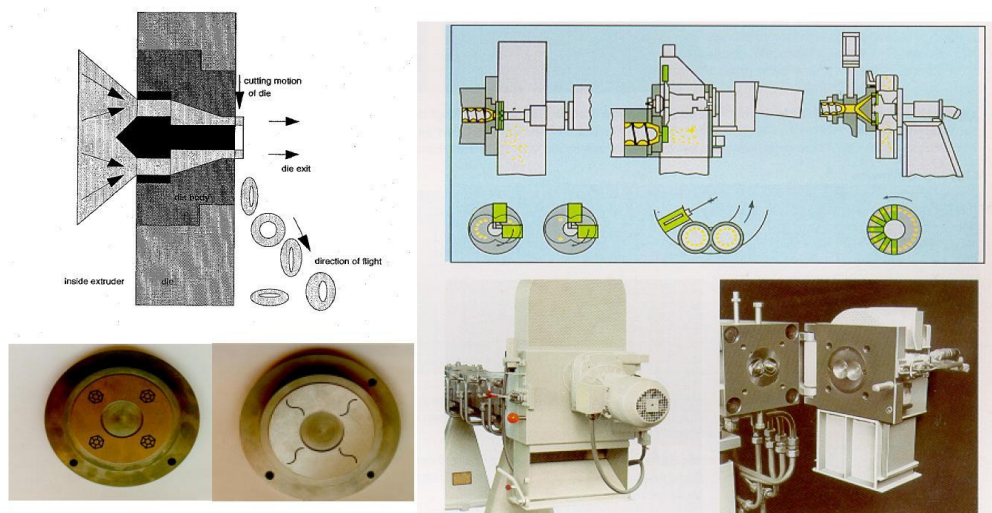 cutting motion
of die
die exit
die body
direction of flight
inside extruder
die